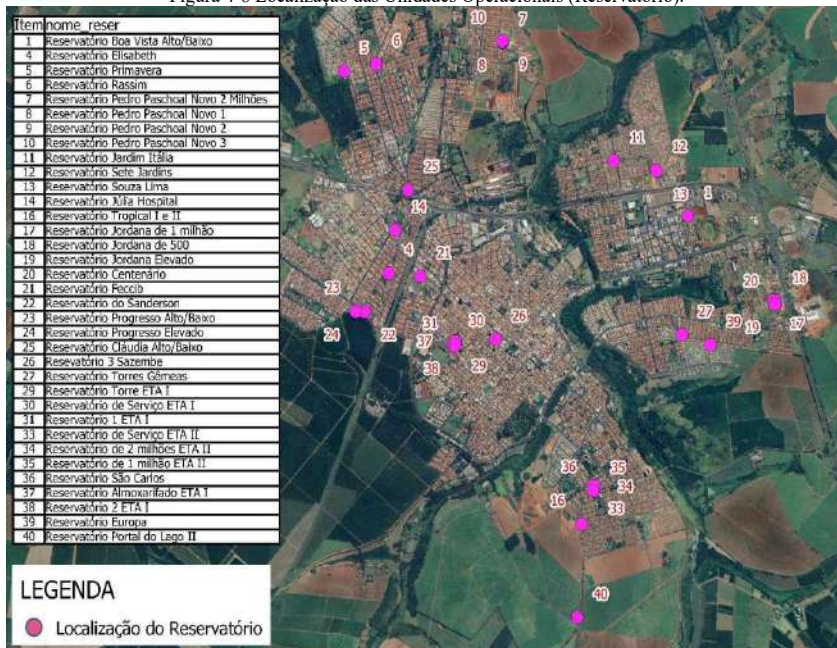 Figura 4-6 Localização das Unidades Operacionais (Reservatório).
Item nome_reser
1 Reservatório Boa Vista Alto/Baixo
4 Reservatório Elisabeth
5 Reservatório Primavera
6 Reservatório Rassim
7 Reservatório Pedro Paschoal Novo 2 Milhões
8 Reservatório Pedro Paschoal Novo 1
9 Reservatório Pedro Paschoal Novo 2
10 Reservatório Pedro Paschoal Novo 3
11 Reservatório Jardim Itália
12 Reservatório Sete Jardins
13 Reservatório Souza Lima
14 Reservatório Júlia Hospital
16 Reservatório Tropical I e II
17 Reservatório Jordana de 1 milhão
18 Reservatório Jordana de 500
19 Reservatório Jordana Elevado
20 Reservatório Centenário
21 Reservatório Feccib
22 Reservatório do Sanderson
23 Reservatório Progresso Alto/Baixo
24 Reservatório Progresso Elevado
25 Reservatório Cláudia Alto/Baixo
26 Resevatório 3 Sazembe
27 Reservatório Torres Gêmeas
29 Reservatório Torre ETA I
30 Reservatório de Serviço ETA I
31 Reservatório 1 ETA I
33 Reservatório de Serviço ETA II
34 Reservatório de 2 milhões ETA II
35 Reservatório de 1 milhão ETA II
36 Reservatório São Carlos
37 Reservatório Almoxarifado ETA I
38 Reservatório 2 ETA I
39 Reservatório Europa
40 Reservatório Portal do Lago II
10 7
5 6
8 9
11
12
25
13 1
14
4 21
20 18
23
24 22
31 30 26
27 39 19 17
37
38 29
36 35
34
16 33
40
LEGENDA
Localização do Reservatório